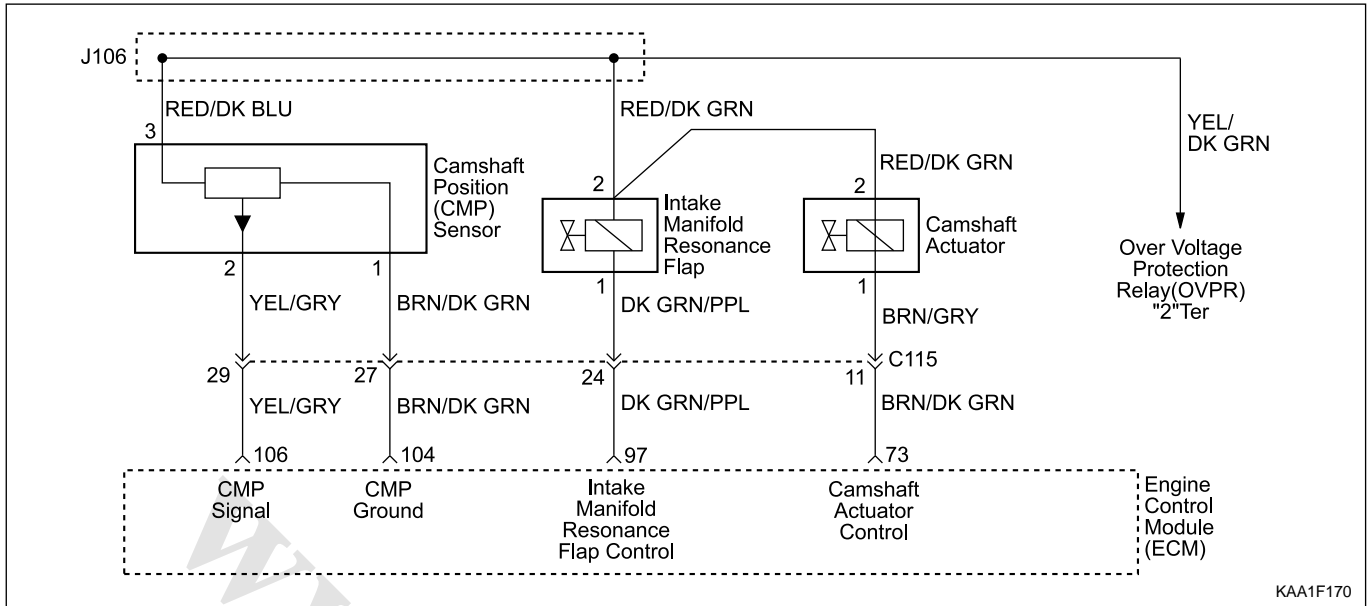 J106
RED/DK BLU
RED/DK GRN
YEL/
DK GRN
3
Camshaft
Position
(CMP)
Sensor
2
1
RED/DK GRN
2
Intake
Manifold
Resonance
Flap
1
2
Camshaft
Actuator
1
Over Voltage
Protection
Relay(OVPR)
"2"Ter
YEL/GRY
BRN/DK GRN
DK GRN/PPL
BRN/GRY
C115
29
27
24
11
YEL/GRY
BRN/DK GRN
DK GRN/PPL
BRN/DK GRN
106
104
97
73
CMP
Signal
CMP
Ground
Intake
Manifold
Resonance
Flap Control
Camshaft
Actuator
Control
Engine
Control
Module
(ECM)
KAA1F170